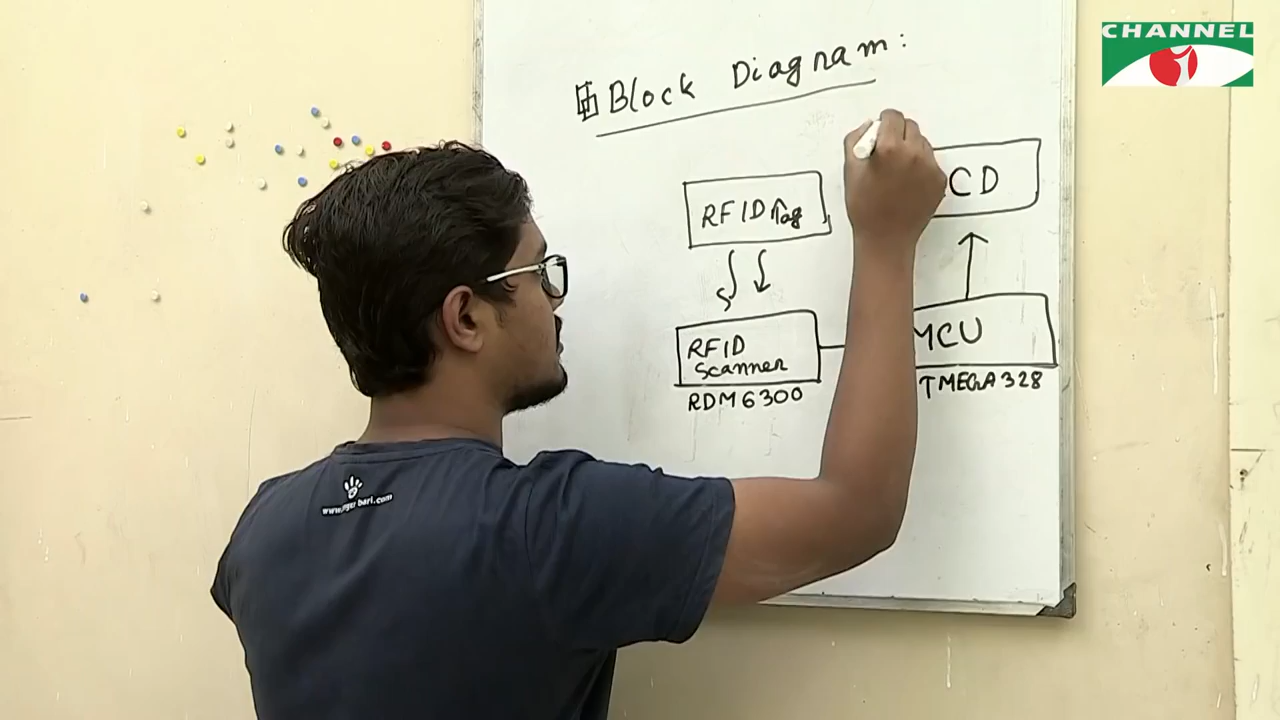 CHANNEL
Block Diagram:
CD
RFID Tag
RFID
Scanner
MCU
RDM6300
TMEGA328